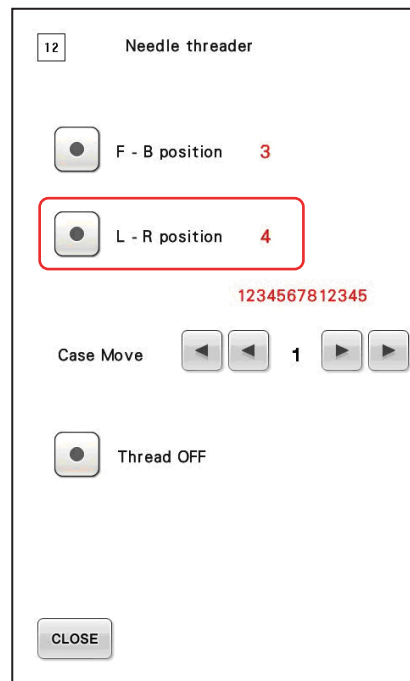 12 Needle threader
F - B position 3
L - R position 4
1234567812345
Case Move 1
Thread OFF
CLOSE